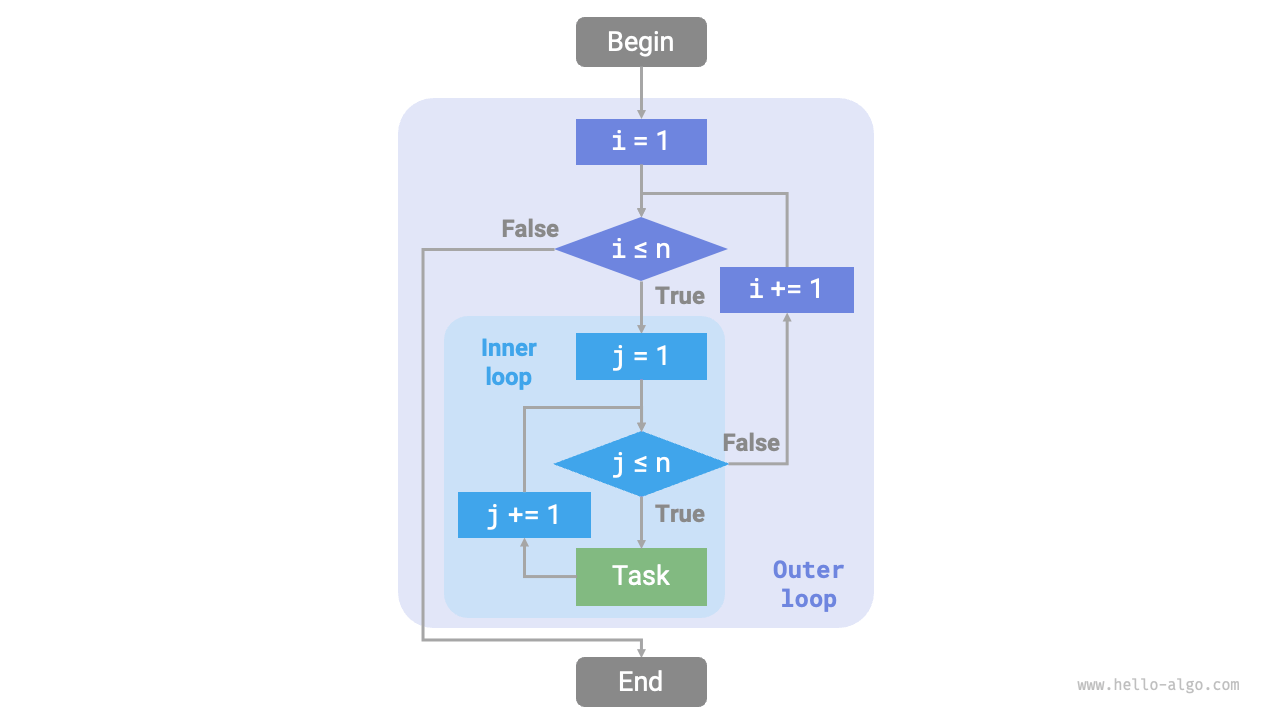 Begin
i = 1
False
i ≤ n
True
i += 1
Inner
loop
j = 1
False
j ≤ n
True
j += 1
Task
Outer
loop
End
www.hello-algo.com